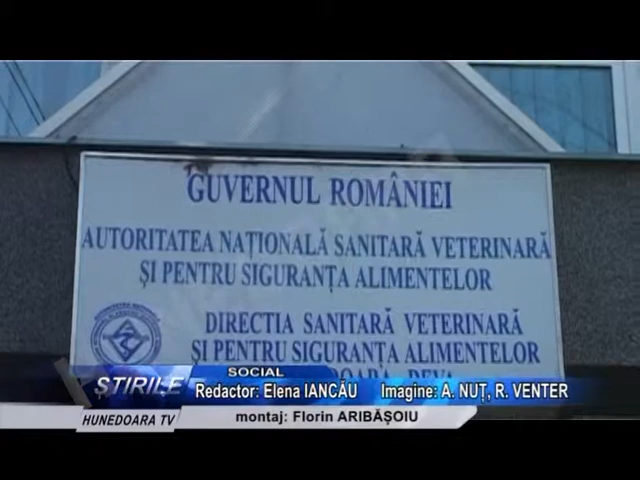 GUVERNUL ROMÂNIEI
AUTORITATEA NAȚIONALĂ SANITARĂ VETERINARĂ
ȘI PENTRU SIGURANȚA ALIMENTELOR
DIRECTIA SANITARĂ VETERINARĂ
ȘI PENTRU SIGURANȚA ALIMENTELOR
SOCIAL
ȘTIRILE
Redactor: Elena IANCĂU Imagine: A. NUȚ, R. VENTER
HUNEDOARA TV
montaj: Florin ARIBĂȘOIU